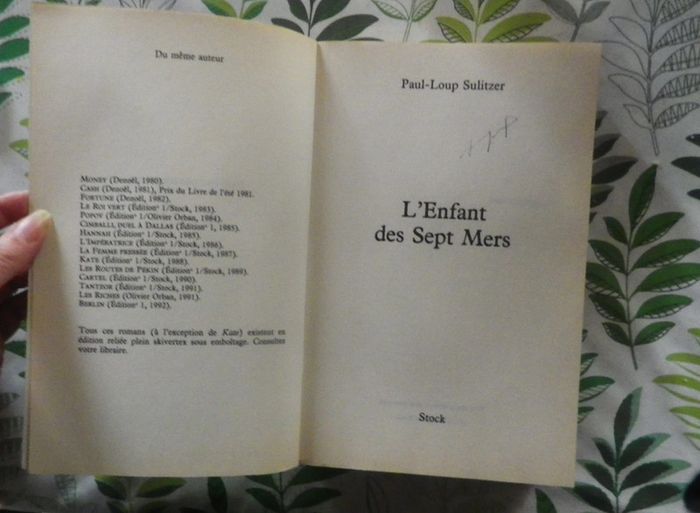 Du même auteur
MONEY (Denoël, 1980).
CASH (Denoël, 1981), Prix du Livre de l'été 1981.
FORTUNE (Denoël, 1982).
LE ROI VERT (Édition° 1/Stock, 1983).
POPOV (Édition° 1/Olivier Orban, 1984).
CIMBALLI, DUEL À DALLAS (Édition° 1, 1985).
HANNAH (Édition° 1/Stock, 1985).
L'IMPÉRATRICE (Édition° 1/Stock, 1986).
LA FEMME PRESSÉE (Édition° 1/Stock, 1987).
KATE (Édition° 1/Stock, 1988).
LES ROUTES DE PÉKIN (Édition° 1/Stock, 1989).
CARTEL (Édition° 1/Stock, 1990).
TANTZOR (Édition° 1/Stock, 1991).
LES RICHES (Olivier Orban, 1991).
BERLIN (Édition° 1, 1992).
Tous ces romans (à l'exception de Kate) existent en
édition reliée plein skivertex sous emboîtage. Consultez
votre libraire.
Paul-Loup Sulitzer
L'Enfant
des Sept Mers
Stock